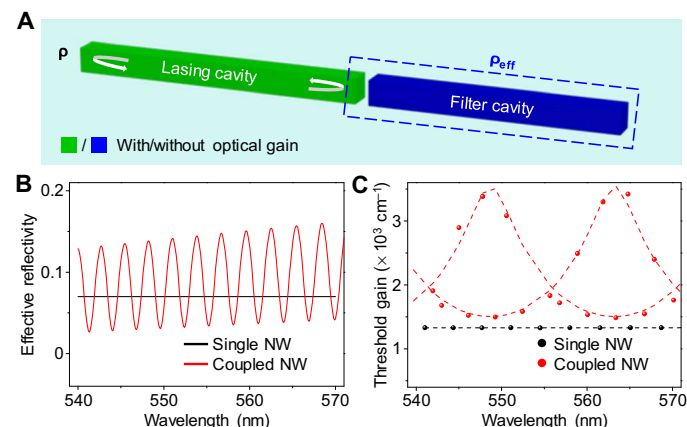 A
ρ
Lasing cavity
ρeff
Filter cavity
/ With/without optical gain
B
Effective reflectivity
0.2
0.1
0
Single NW
Coupled NW
540 550 560 570
Wavelength (nm)
C
Threshold gain (× 10³ cm⁻¹)
3
2
1
Single NW
Coupled NW
540 550 560 570
Wavelength (nm)